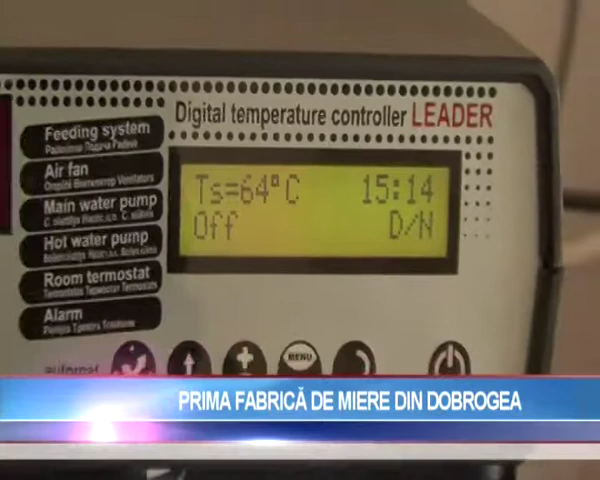 Digital temperature controller LEADER
Feeding system
Air fan
Main water pump
Hot water pump
Room termostat
Alarm
Ts=64°C 15:14
Off D/N
MENU
PRIMA FABRICĂ DE MIERE DIN DOBROGEA